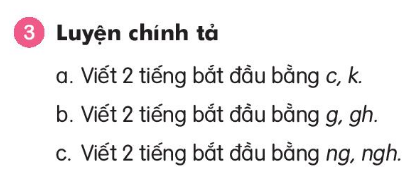 3 Luyện chính tả
a. Viết 2 tiếng bắt đầu bằng c, k.
b. Viết 2 tiếng bắt đầu bằng g, gh.
c. Viết 2 tiếng bắt đầu bằng ng, ngh.